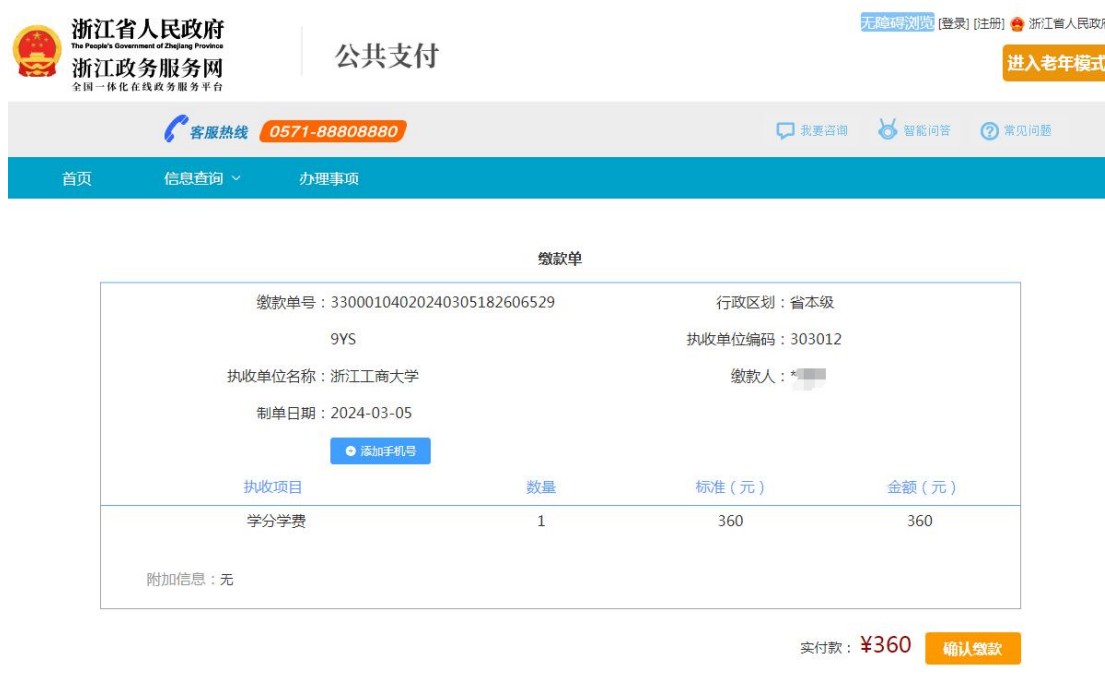 无障碍浏览 [登录] [注册] 浙江省人民政府
浙江省人民政府
The People's Government of Zhejiang Province
浙江政务服务网
全国一体化在线政务服务平台
公共支付
进入老年模式
客服热线 0571-88808880
我要咨询 智能问答 常见问题
首页 信息查询 办理事项
缴款单
缴款单号：33000104020240305182606529 行政区划：省本级
9YS 执收单位编码：303012
执收单位名称：浙江工商大学 缴款人：*
制单日期：2024-03-05
添加手机号
执收项目 数量 标准（元） 金额（元）
学分学费 1 360 360
附加信息：无
实付款：¥360 确认缴款